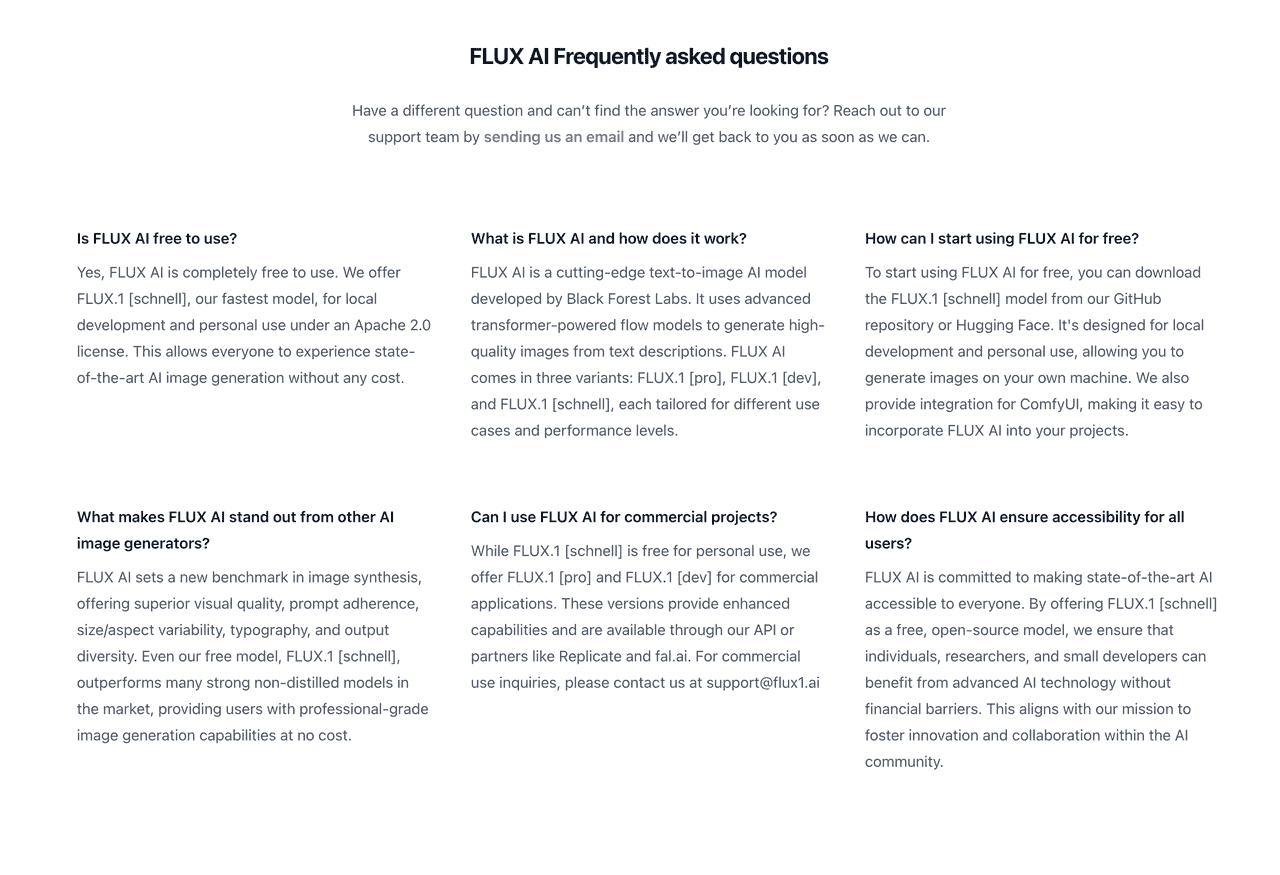 FLUX AI Frequently asked questions
Have a different question and can’t find the answer you’re looking for? Reach out to our
support team by sending us an email and we’ll get back to you as soon as we can.
Is FLUX AI free to use?
Yes, FLUX AI is completely free to use. We offer
FLUX.1 [schnell], our fastest model, for local
development and personal use under an Apache 2.0
license. This allows everyone to experience state-
of-the-art AI image generation without any cost.
What is FLUX AI and how does it work?
FLUX AI is a cutting-edge text-to-image AI model
developed by Black Forest Labs. It uses advanced
transformer-powered flow models to generate high-
quality images from text descriptions. FLUX AI
comes in three variants: FLUX.1 [pro], FLUX.1 [dev],
and FLUX.1 [schnell], each tailored for different use
cases and performance levels.
How can I start using FLUX AI for free?
To start using FLUX AI for free, you can download
the FLUX.1 [schnell] model from our GitHub
repository or Hugging Face. It's designed for local
development and personal use, allowing you to
generate images on your own machine. We also
provide integration for ComfyUI, making it easy to
incorporate FLUX AI into your projects.
What makes FLUX AI stand out from other AI
image generators?
FLUX AI sets a new benchmark in image synthesis,
offering superior visual quality, prompt adherence,
size/aspect variability, typography, and output
diversity. Even our free model, FLUX.1 [schnell],
outperforms many strong non-distilled models in
the market, providing users with professional-grade
image generation capabilities at no cost.
Can I use FLUX AI for commercial projects?
While FLUX.1 [schnell] is free for personal use, we
offer FLUX.1 [pro] and FLUX.1 [dev] for commercial
applications. These versions provide enhanced
capabilities and are available through our API or
partners like Replicate and fal.ai. For commercial
use inquiries, please contact us at support@flux1.ai
How does FLUX AI ensure accessibility for all
users?
FLUX AI is committed to making state-of-the-art AI
accessible to everyone. By offering FLUX.1 [schnell]
as a free, open-source model, we ensure that
individuals, researchers, and small developers can
benefit from advanced AI technology without
financial barriers. This aligns with our mission to
foster innovation and collaboration within the AI
community.